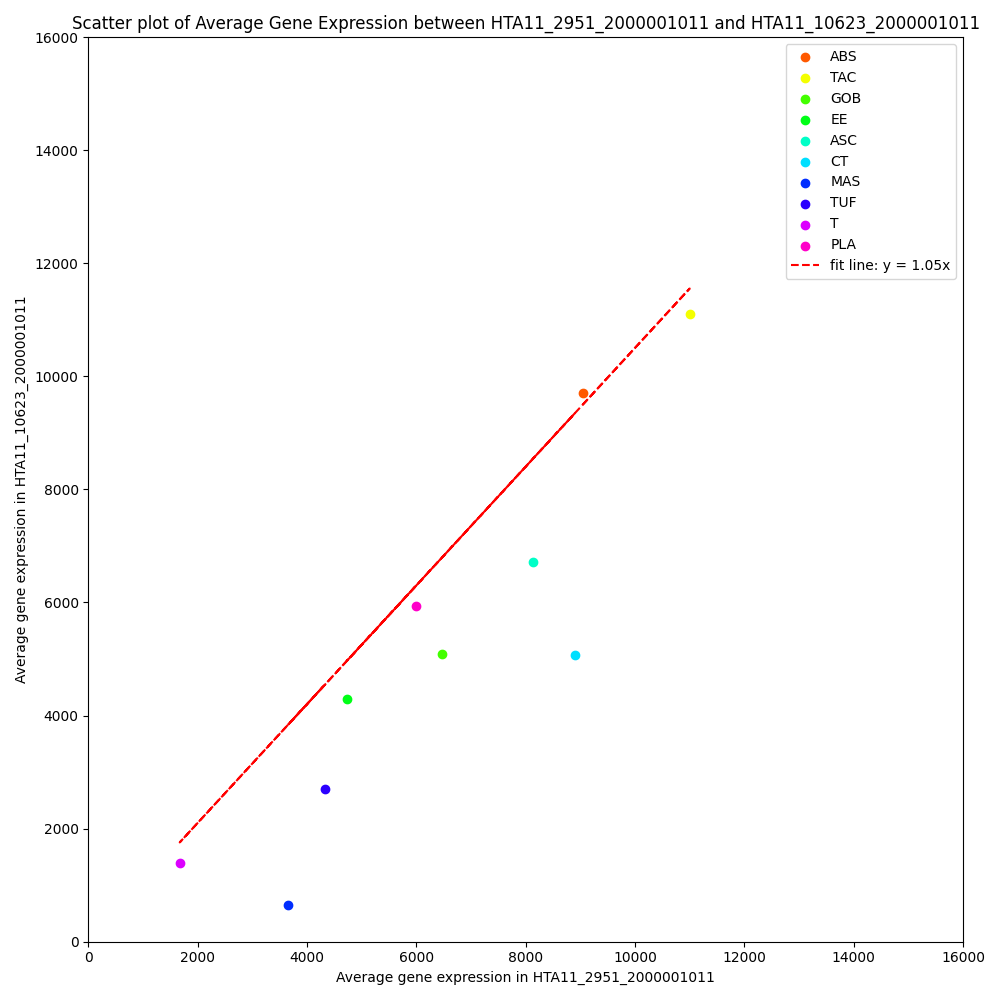 Scatter plot of Average Gene Expression between HTA11_2951_2000001011 and HTA11_10623_2000001011
16000
14000
12000
10000
8000
6000
4000
2000
0
Average gene expression in HTA11_10623_2000001011
ABS
TAC
GOB
EE
ASC
CT
MAS
TUF
T
PLA
fit line: y = 1.05x
0 2000 4000 6000 8000 10000 12000 14000 16000
Average gene expression in HTA11_2951_2000001011